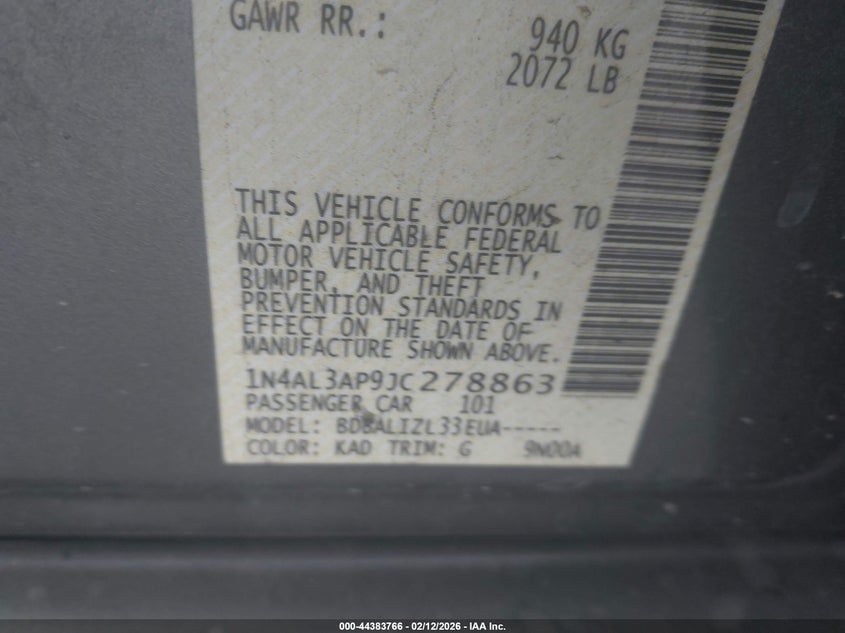 GAWR RR.: 940 KG
2072 LB
THIS VEHICLE CONFORMS TO
ALL APPLICABLE FEDERAL
MOTOR VEHICLE SAFETY,
BUMPER, AND THEFT
PREVENTION STANDARDS IN
EFFECT ON THE DATE OF
MANUFACTURE SHOWN ABOVE.
1N4AL3AP9JC278863
PASSENGER CAR 101
MODEL: BDBALIZL33EUA-----
COLOR: KAD TRIM: G 9N00A
000-44383766 - 02/12/2026 - IAA Inc.